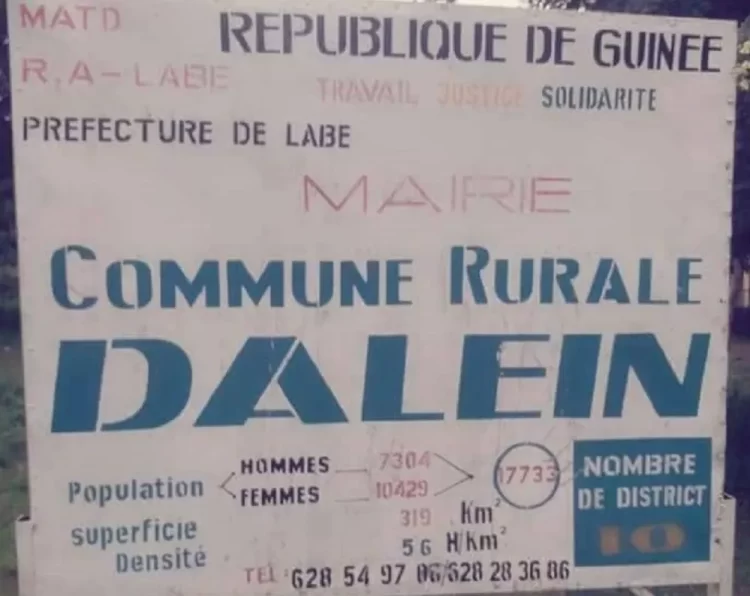 MATD
REPUBLIQUE DE GUINEE
R.A-LABE
TRAVAIL JUSTICE SOLIDARITE
PREFECTURE DE LABE
MAIRIE
COMMUNE RURALE
DALEIN
Population HOMMES 7304
FEMMES 10429
17733
superficie 319 Km²
Densité 56 H/Km²
TEL: 628 54 97 06/628 28 36 86
NOMBRE
DE DISTRICT
10